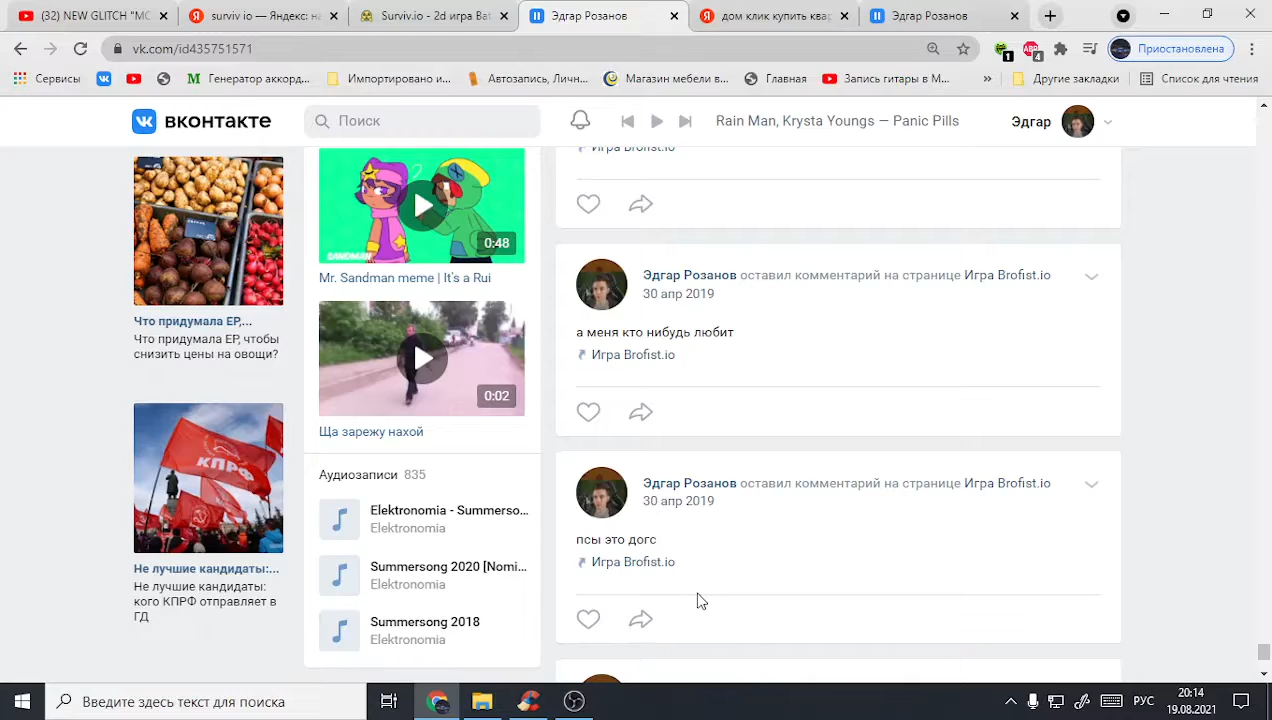 (32) NEW GLITCH "MC
surviv io — Яндекс: на
Surviv.io - 2d игра Bat
Эдгар Розанов
дом клик купить квар
Эдгар Розанов
vk.com/id435751571
1
ABP
4
Приостановлена
Сервисы
Генератор аккорд...
Импортировано и...
Автозапись, Личн...
Магазин мебели в...
Главная
Запись гитары в М...
»
Другие закладки
Список для чтения
вконтакте
Поиск
Rain Man, Krysta Youngs — Panic Pills
Эдгар
Что придумала ЕР,...
Что придумала ЕР, чтобы
снизить цены на овощи?
КПРФ
Не лучшие кандидаты:...
Не лучшие кандидаты:
кого КПРФ отправляет в
ГД
SANDMAN
0:48
Mr. Sandman meme | It's a Rui
0:02
Ща зарежу нахой
Аудиозаписи 835
Elektronomia - Summerso...
Elektronomia
Summersong 2020 [Nomi...
Elektronomia
Summersong 2018
Elektronomia
Игра Brofist.io
Эдгар Розанов оставил комментарий на странице Игра Brofist.io
30 апр 2019
а меня кто нибудь любит
Игра Brofist.io
Эдгар Розанов оставил комментарий на странице Игра Brofist.io
30 апр 2019
псы это догс
Игра Brofist.io
Введите здесь текст для поиска
РУС
20:14
19.08.2021